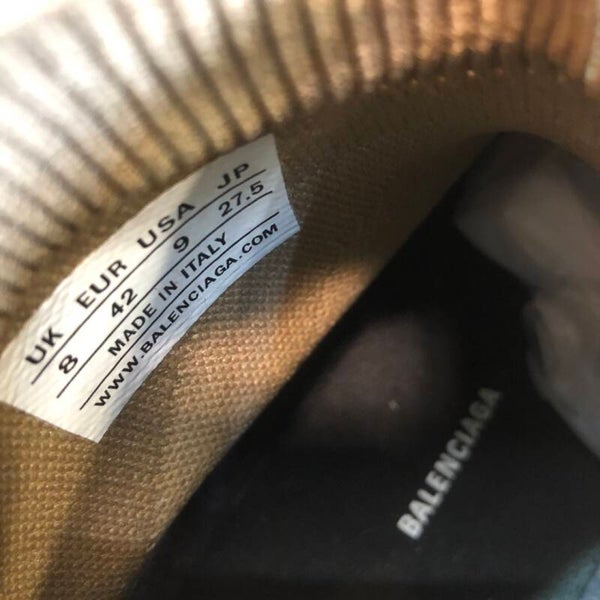 UK EUR USA JP
8 42 9 27.5
MADE IN ITALY
WWW.BALENCIAGA.COM
BALENCIAGA